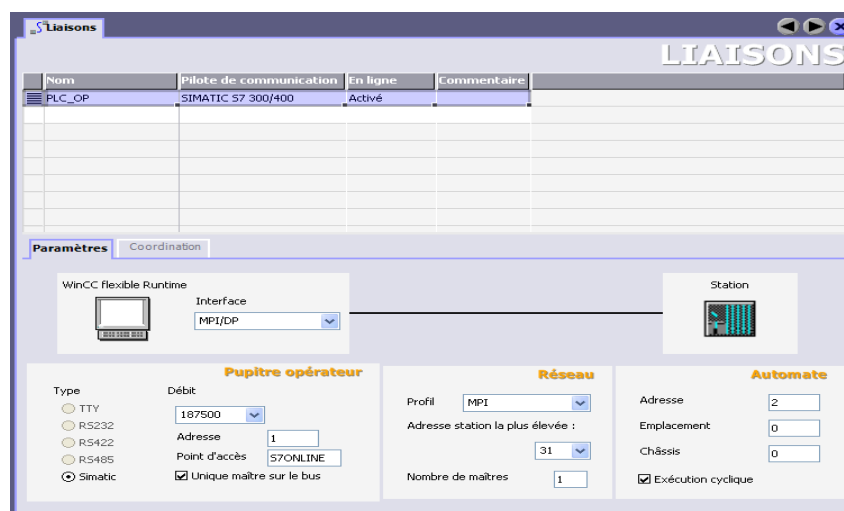 Liaisons
LIAISONS
Nom Pilote de communication En ligne Commentaire
PLC_OP SIMATIC S7 300/400 Activé
Paramètres Coordination
WinCC flexible Runtime
Interface
MPI/DP
Station
Pupitre opérateur
Type Débit
TTY
RS232
RS422
RS485
Simatic
187500
Adresse 1
Point d'accès S7ONLINE
Unique maître sur le bus
Réseau
Profil MPI
Adresse station la plus élevée :
31
Nombre de maîtres 1
Automate
Adresse 2
Emplacement 0
Châssis 0
Exécution cyclique